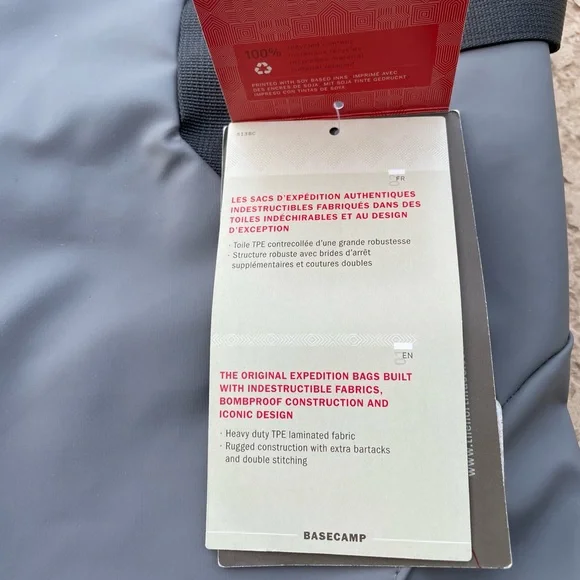 100%
PRINTED WITH SOY BASED INKS. IMPRIMÉ AVEC
DES ENCRES DE SOJA. MIT SOJA TINTE GEDRUCKT.
IMPRESO CON TINTAS DE SOJA.
FR
LES SACS D'EXPÉDITION AUTHENTIQUES
INDESTRUCTIBLES FABRIQUÉS DANS DES
TOILES INDÉCHIRABLES ET AU DESIGN
D'EXCEPTION
· Toile TPE contrecollée d'une grande robustesse
· Structure robuste avec brides d'arrêt
supplémentaires et coutures doubles
EN
THE ORIGINAL EXPEDITION BAGS BUILT
WITH INDESTRUCTIBLE FABRICS,
BOMBPROOF CONSTRUCTION AND
ICONIC DESIGN
· Heavy duty TPE laminated fabric
· Rugged construction with extra bartacks
and double stitching
BASECAMP